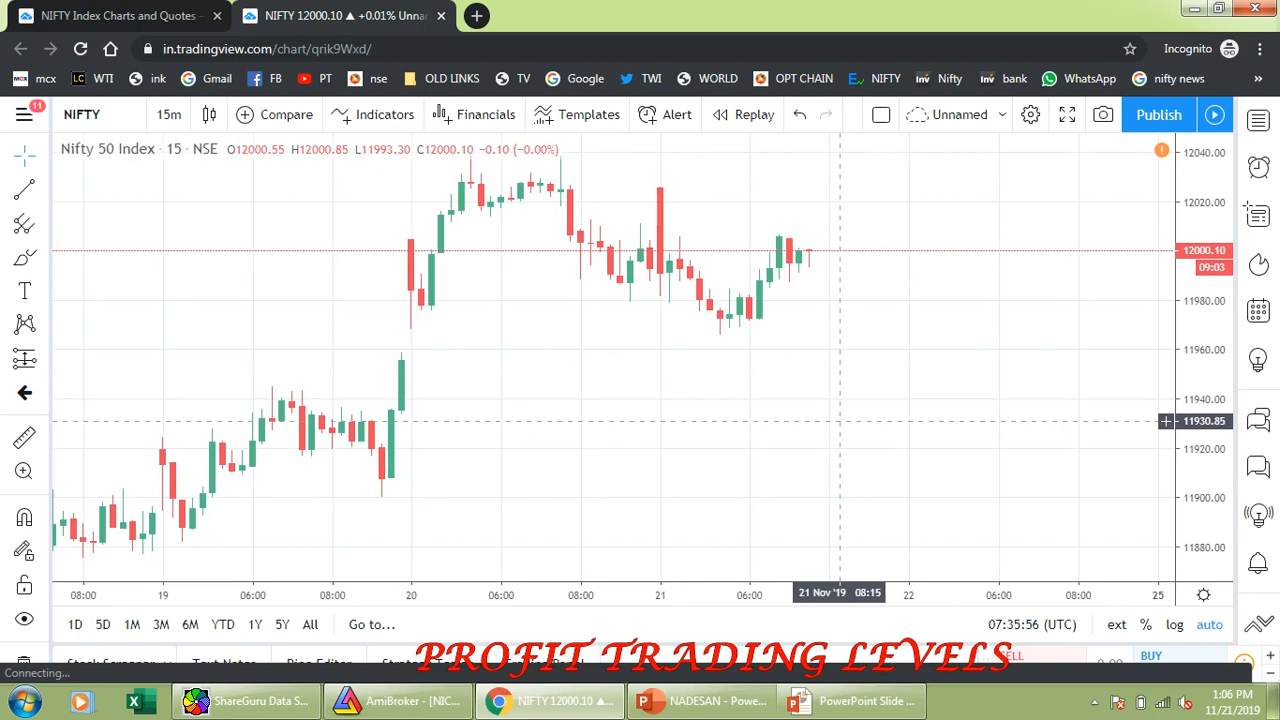 NIFTY Index Charts and Quotes
NIFTY 12000.10 ▲ +0.01% Unnar
in.tradingview.com/chart/qrik9Wxd/
Incognito
mcx WTI ink Gmail FB PT nse OLD LINKS TV Google TWI WORLD OPT CHAIN NIFTY Nifty bank WhatsApp nifty news »
11 NIFTY 15m Compare Indicators Financials Templates Alert Replay Unnamed Publish
Nifty 50 Index · 15 · NSE O12000.55 H12000.85 L11993.30 C12000.10 -0.10 (-0.00%)
12040.00
12020.00
12000.10
09:03
11980.00
11960.00
11940.00
11930.85
11920.00
11900.00
11880.00
08:00 19 06:00 08:00 20 06:00 08:00 21 06:00 21 Nov '19 08:15 22 06:00 08:00 25
1D 5D 1M 3M 6M YTD 1Y 5Y All Go to... 07:35:56 (UTC) ext % log auto
PROFIT TRADING LEVELS
SELL
BUY
Connecting...
ShareGuru Data S... AmiBroker - [NIC... NIFTY 12000.10 ▲... NADESAN - Powe... PowerPoint Slide ...
1:06 PM
11/21/2019